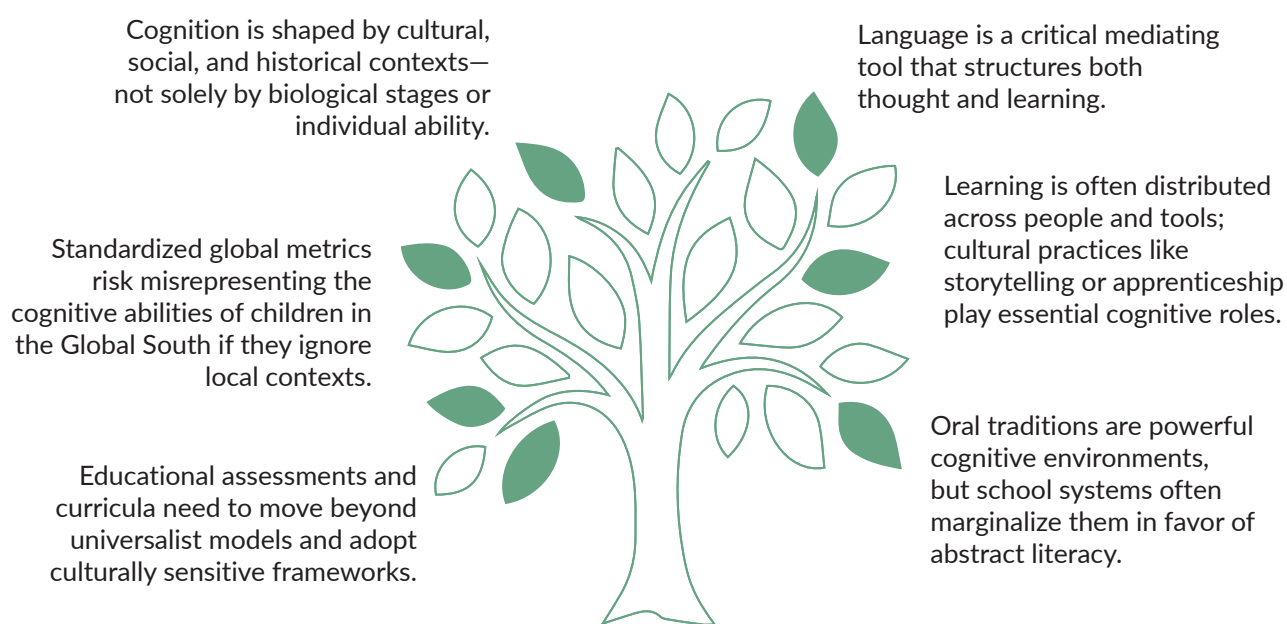 Cognition is shaped by cultural,
social, and historical contexts—
not solely by biological stages or
individual ability.
Standardized global metrics
risk misrepresenting the
cognitive abilities of children in
the Global South if they ignore
local contexts.
Educational assessments and
curricula need to move beyond
universalist models and adopt
culturally sensitive frameworks.
Language is a critical mediating
tool that structures both
thought and learning.
Learning is often distributed
across people and tools;
cultural practices like
storytelling or apprenticeship
play essential cognitive roles.
Oral traditions are powerful
cognitive environments,
but school systems often
marginalize them in favor of
abstract literacy.